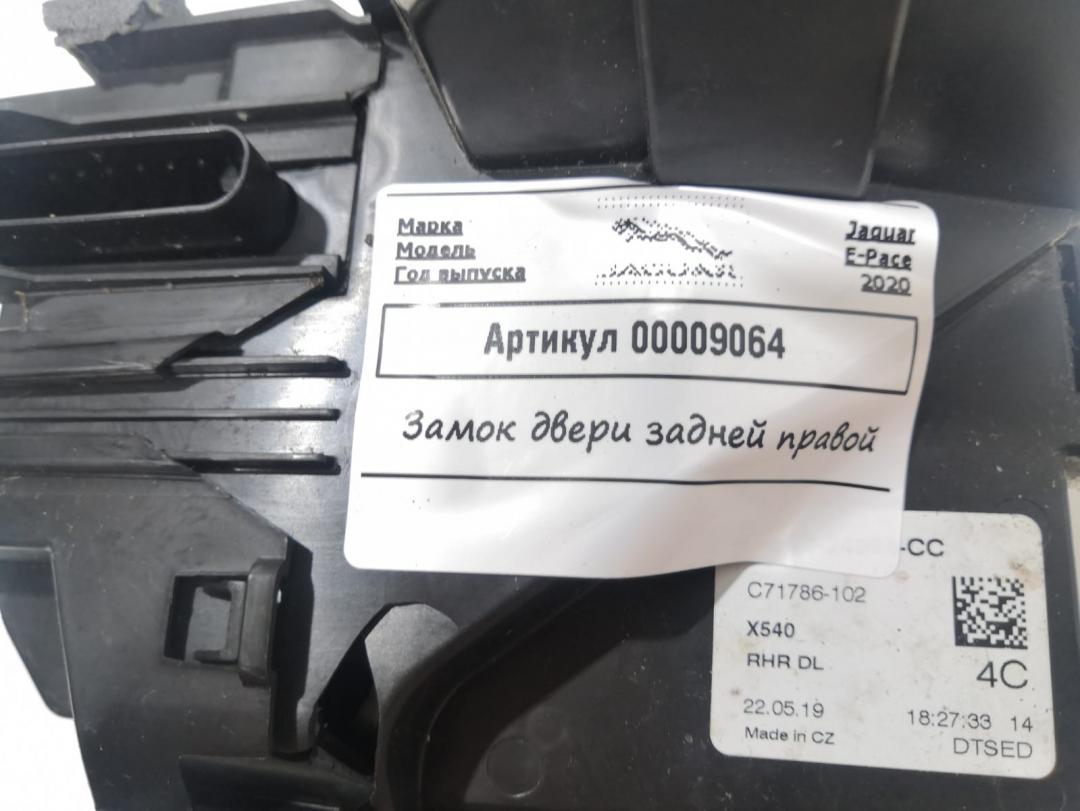 Марка
Модель
Год выпуска
JAGUAR
Jaguar
E-Pace
2020
Артикул 00009064
Замок двери задней правой
-CC
C71786-102
X540
RHR DL
4C
22.05.19
18:27:33 14
Made in CZ
DTSED